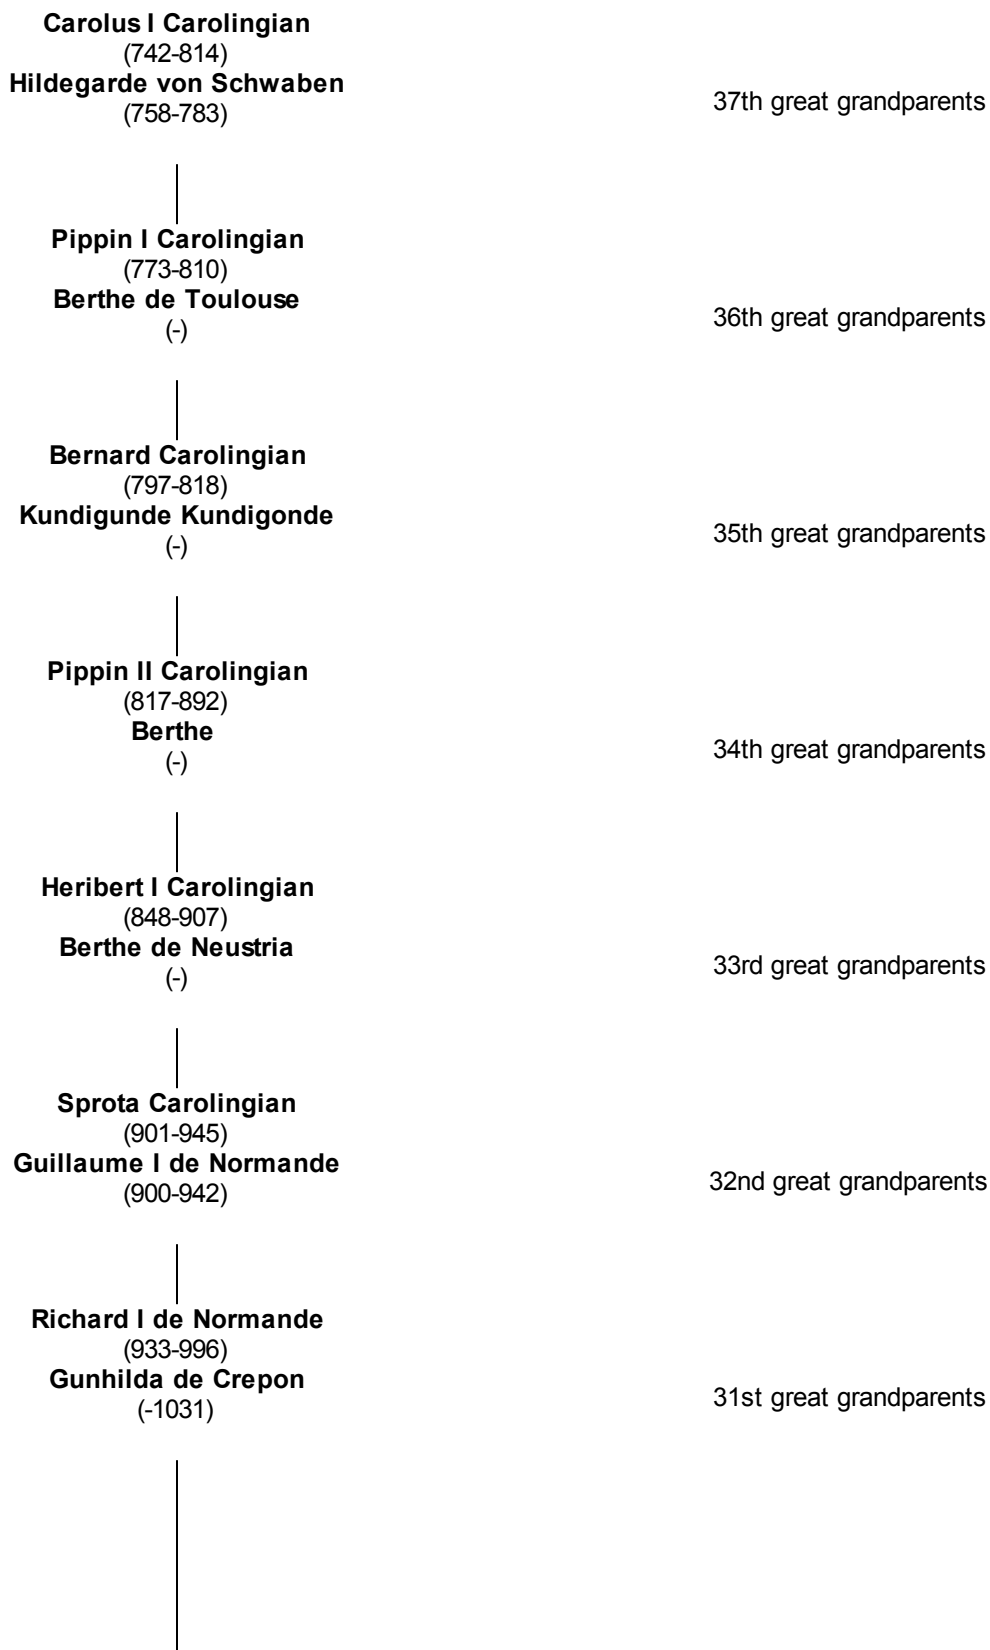 Carolus I Carolingian
(742-814)
Hildegarde von Schwaben
(758-783)
37th great grandparents
Pippin I Carolingian
(773-810)
Berthe de Toulouse
(-)
36th great grandparents
Bernard Carolingian
(797-818)
Kundigunde Kundigonde
(-)
35th great grandparents
Pippin II Carolingian
(817-892)
Berthe
(-)
34th great grandparents
Heribert I Carolingian
(848-907)
Berthe de Neustria
(-)
33rd great grandparents
Sprota Carolingian
(901-945)
Guillaume I de Normande
(900-942)
32nd great grandparents
Richard I de Normande
(933-996)
Gunhilda de Crepon
(-1031)
31st great grandparents